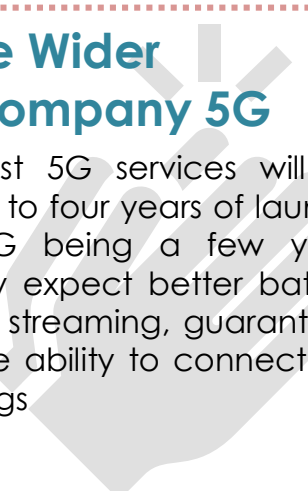 e Wider
ompany 5G
st 5G services will
to four years of laun
G being a few y
y expect better bat
streaming, guarant
e ability to connect
gs